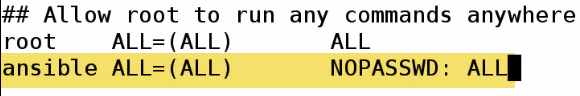 ## Allow root to run any commands anywhere
root    ALL=(ALL)       ALL
ansible ALL=(ALL)       NOPASSWD: ALL